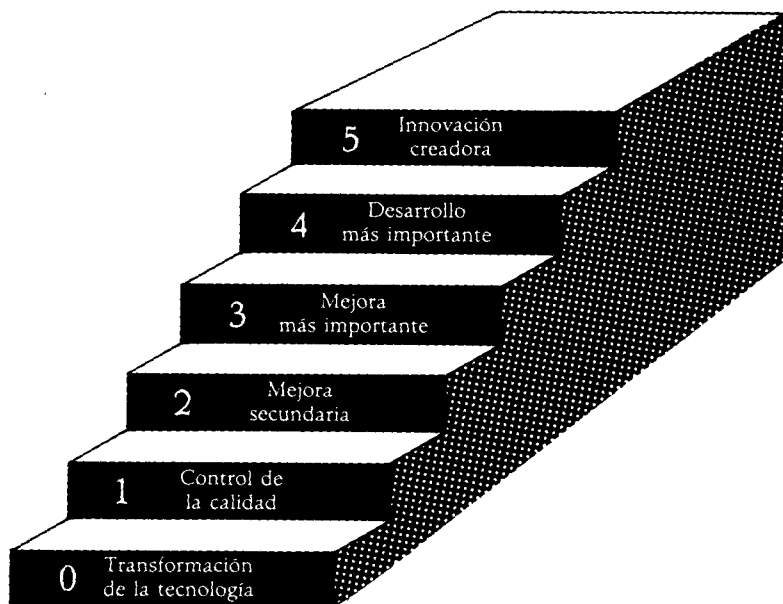 5 Innovación
creadora
4 Desarrollo
más importante
3 Mejora
más importante
2 Mejora
secundaria
1 Control de
la calidad
0 Transformación
de la tecnología